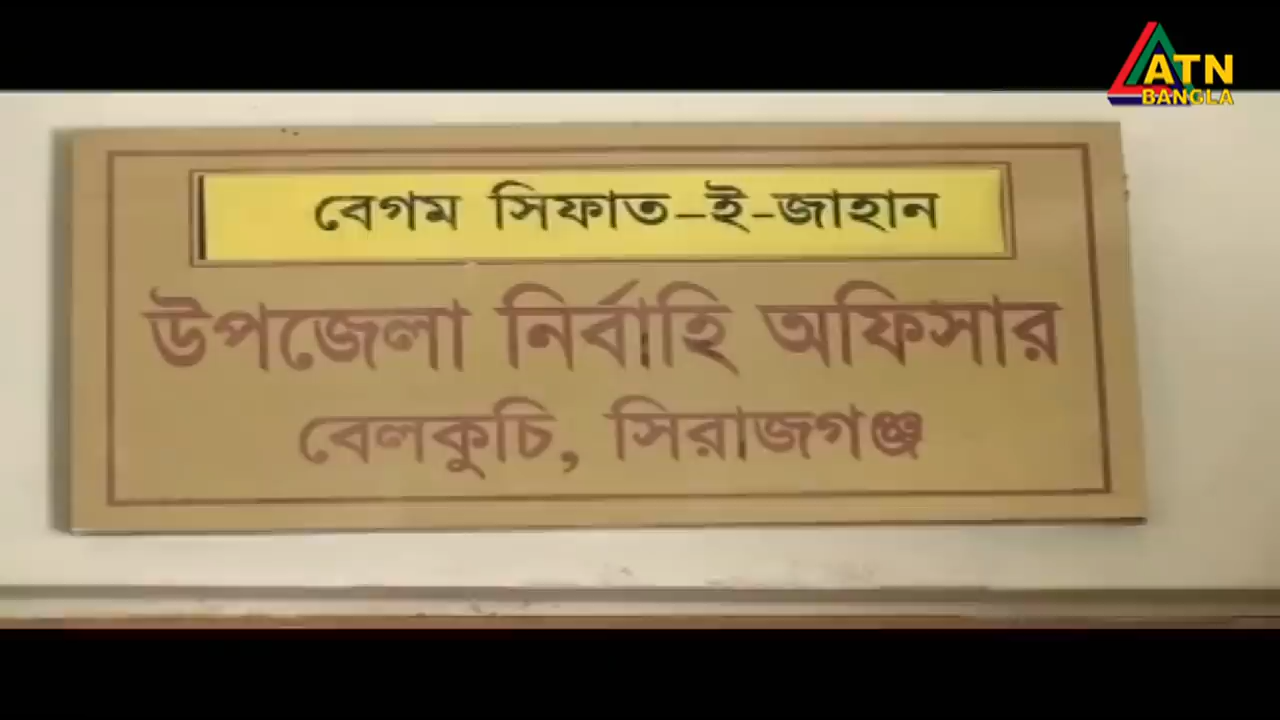 ATN
BANGLA
বেগম সিফাত-ই-জাহান
উপজেলা নির্বাহি অফিসার
বেলকুচি, সিরাজগঞ্জ